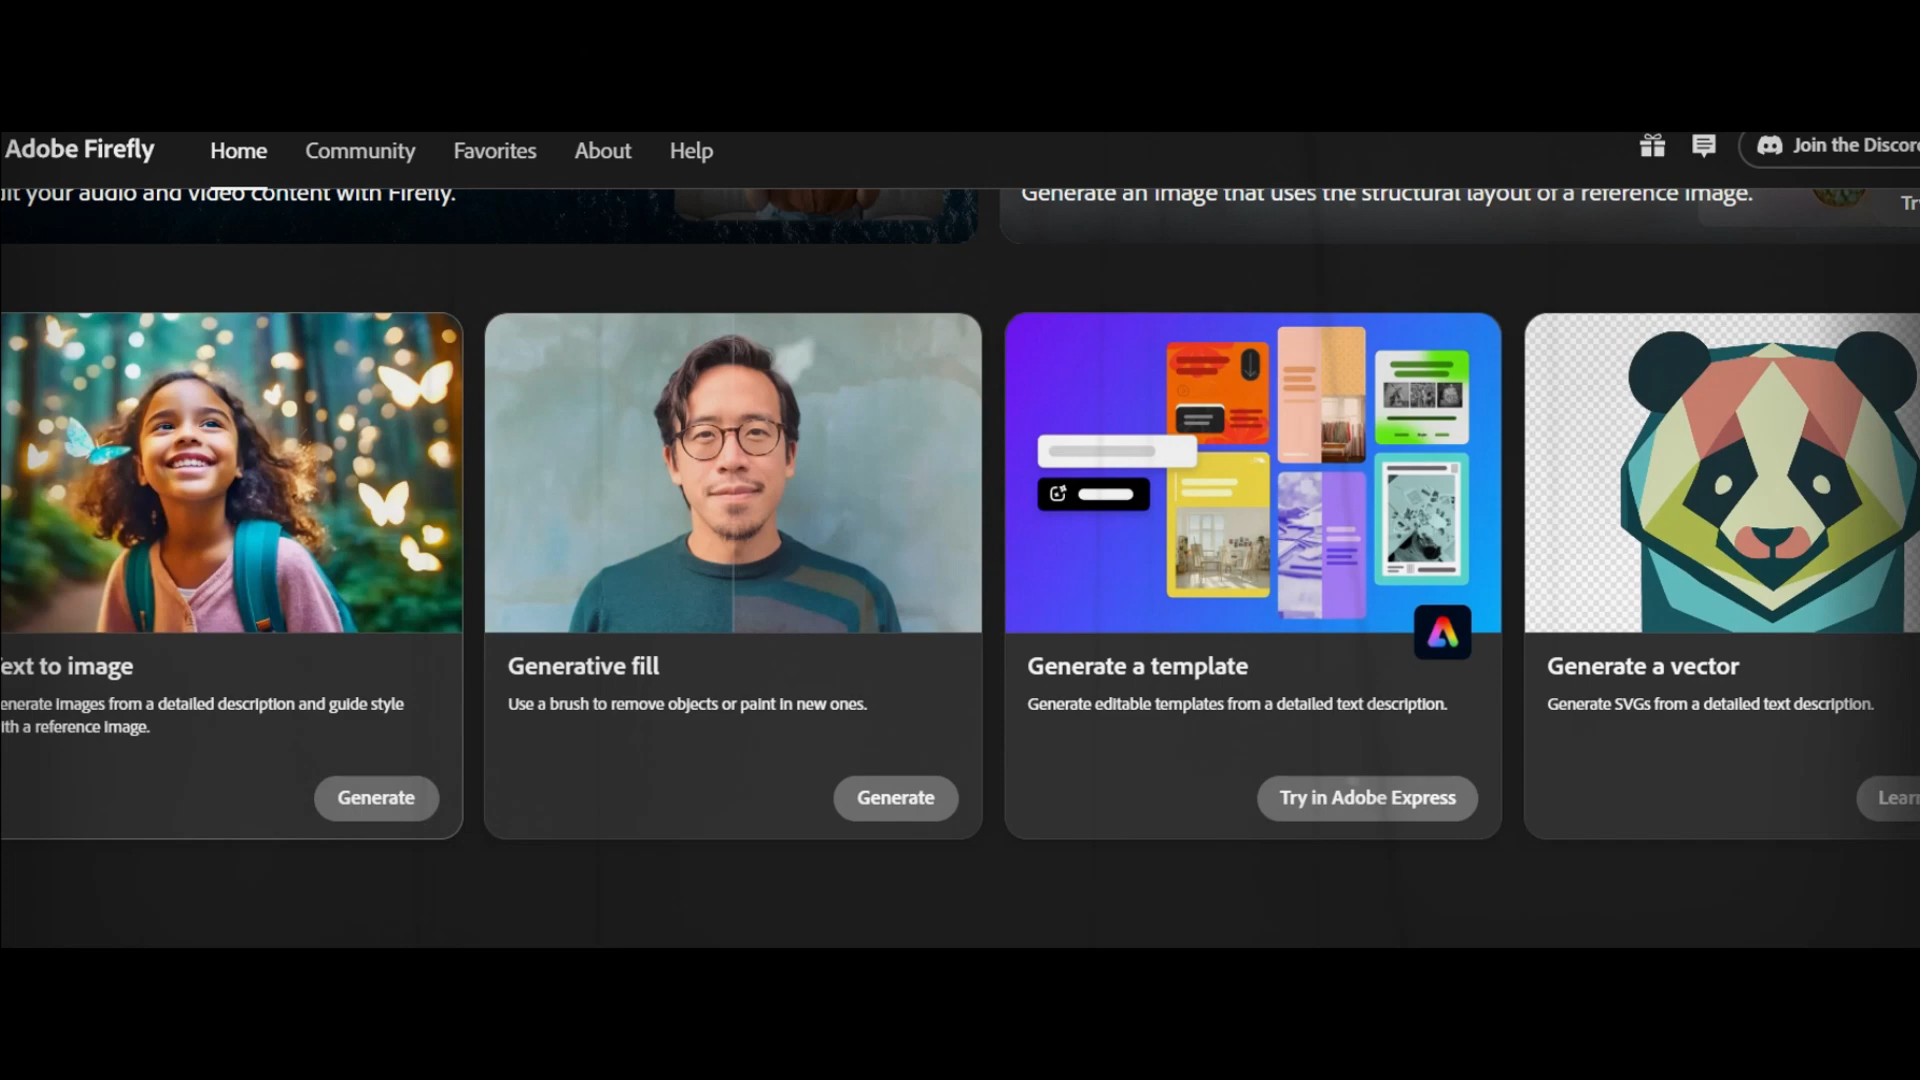 Adobe Firefly
Home Community Favorites About Help
Join the Discor
it your audio and video content with Firefly.
Generate an image that uses the structural layout of a reference image.
Try
ext to image
enerate images from a detailed description and guide style
ith a reference image.
Generate
Generative fill
Use a brush to remove objects or paint in new ones.
Generate
Generate a template
Generate editable templates from a detailed text description.
Try in Adobe Express
Generate a vector
Generate SVGs from a detailed text description.
Learn